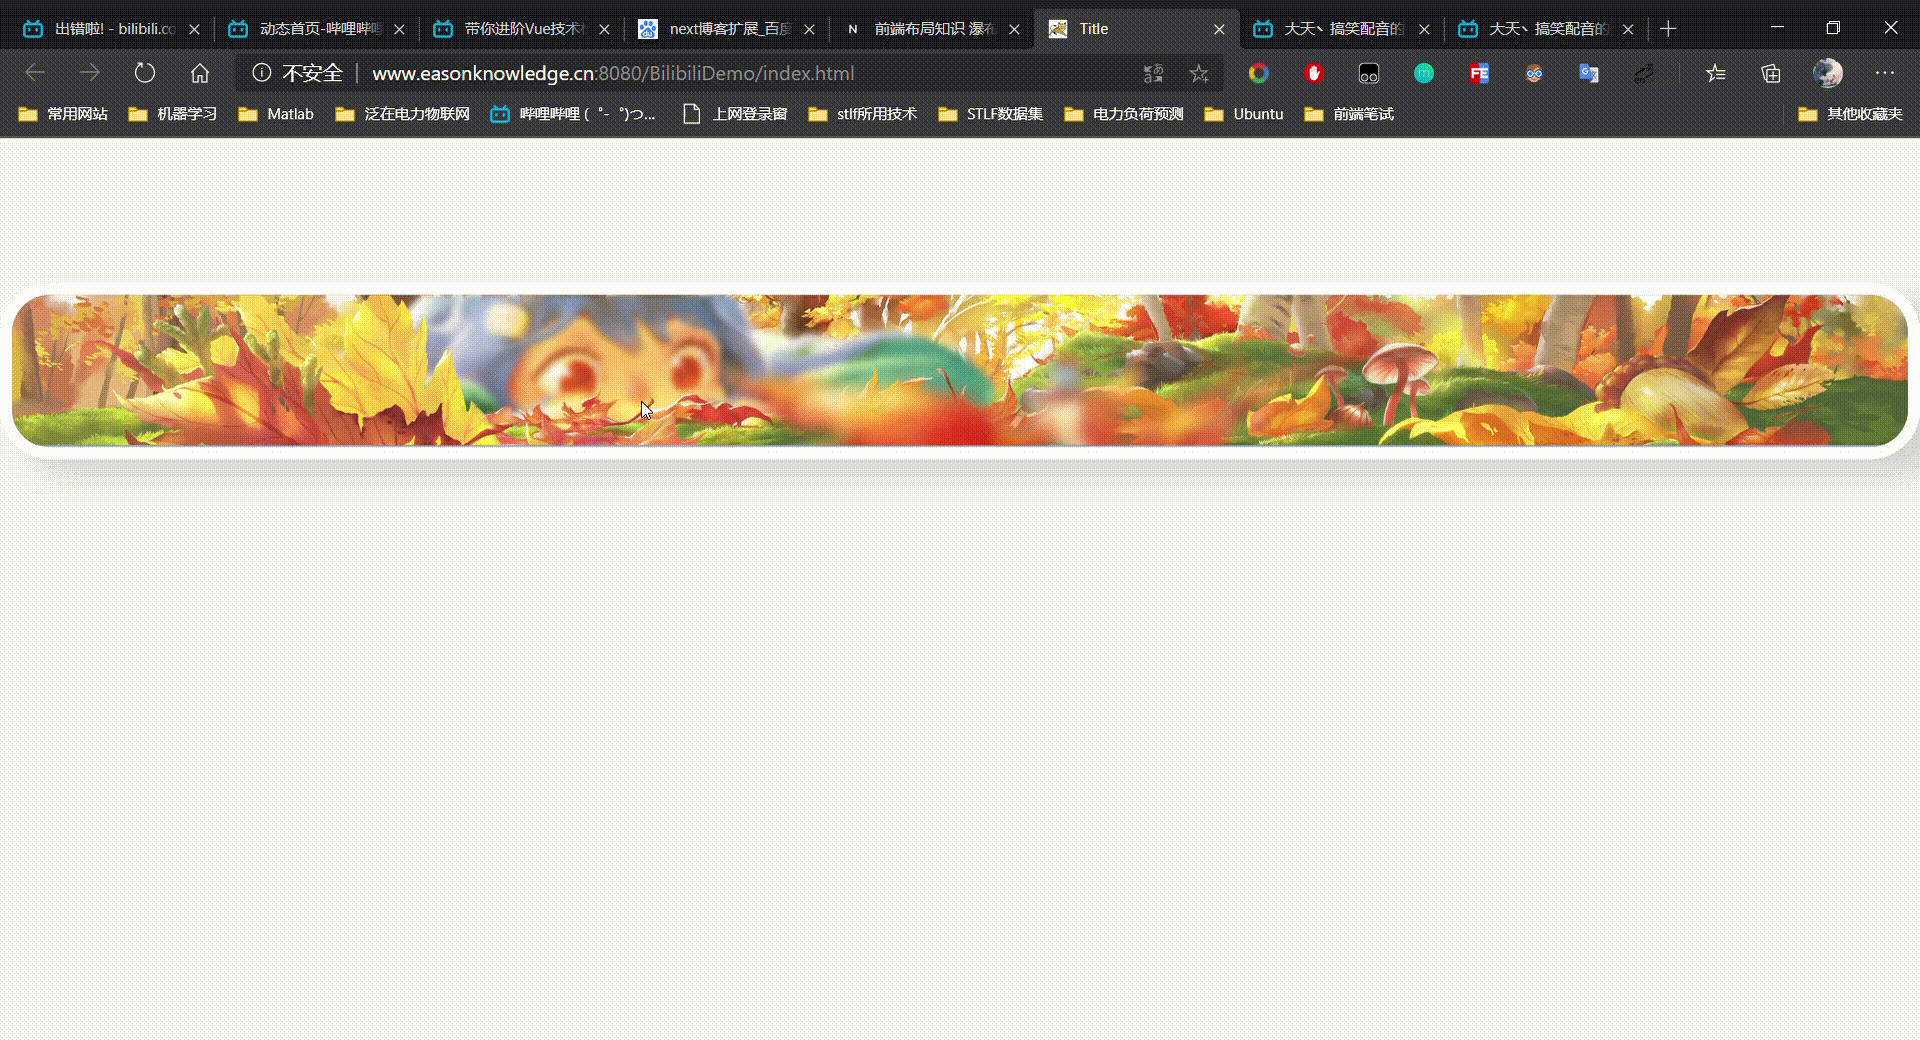 出错啦! - bilibili.co
动态首页-哔哩哔哩
带你进阶Vue技术栈
next博客扩展_百度
前端布局知识 瀑布
Title
大天丶搞笑配音的
大天丶搞笑配音的
不安全 | www.easonknowledge.cn:8080/BilibiliDemo/index.html
常用网站
机器学习
Matlab
泛在电力物联网
哔哩哔哩 ( ゜- ゜)つ...
上网登录窗
stlf所用技术
STLF数据集
电力负荷预测
Ubuntu
前端笔试
其他收藏夹